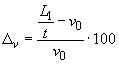 Δᵥ = (L₁/t − v₀)/v₀ · 100